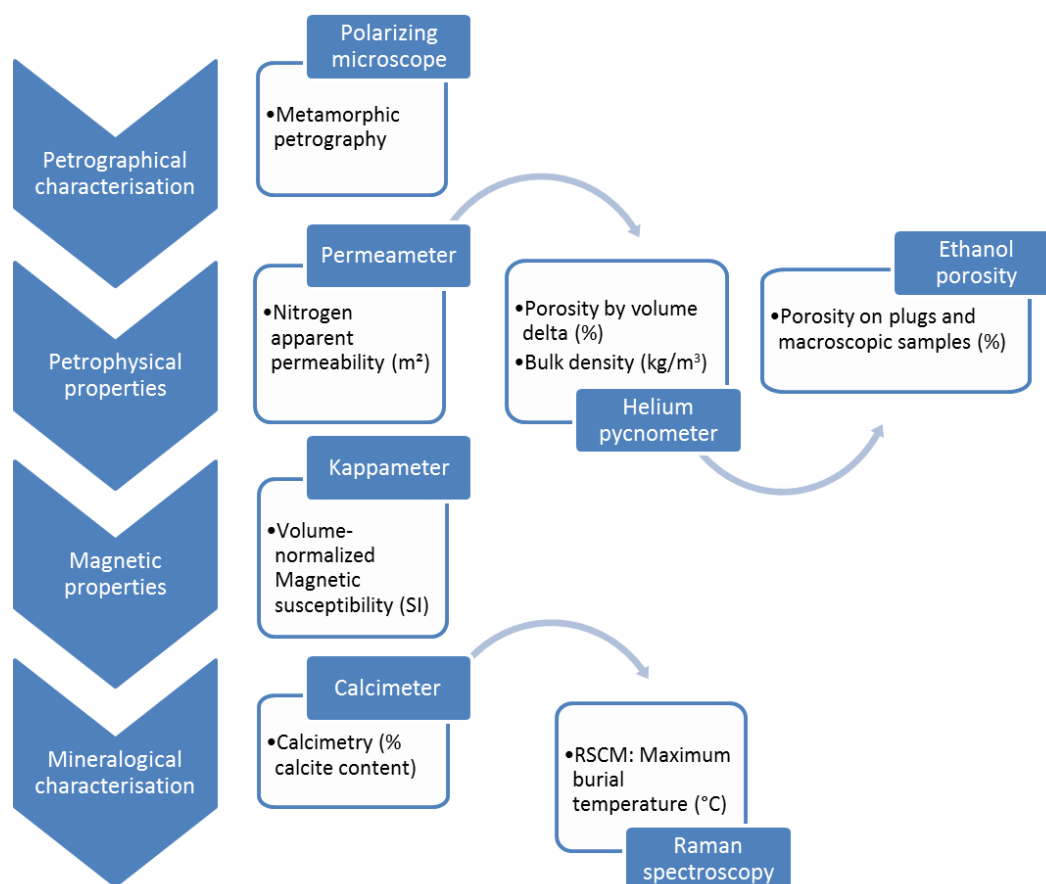 Polarizing
microscope
•Metamorphic
petrography
Petrographical
characterisation
Permeameter
•Nitrogen
apparent
permeability (m²)
•Porosity by volume
delta (%)
•Bulk density (kg/m³)
Helium
pycnometer
Ethanol
porosity
•Porosity on plugs and
macroscopic samples (%)
Petrophysical
properties
Kappameter
•Volume-
normalized
Magnetic
susceptibility (SI)
Magnetic
properties
Calcimeter
•Calcimetry (%
calcite content)
•RSCM: Maximum
burial
temperature (°C)
Raman
spectroscopy
Mineralogical
characterisation